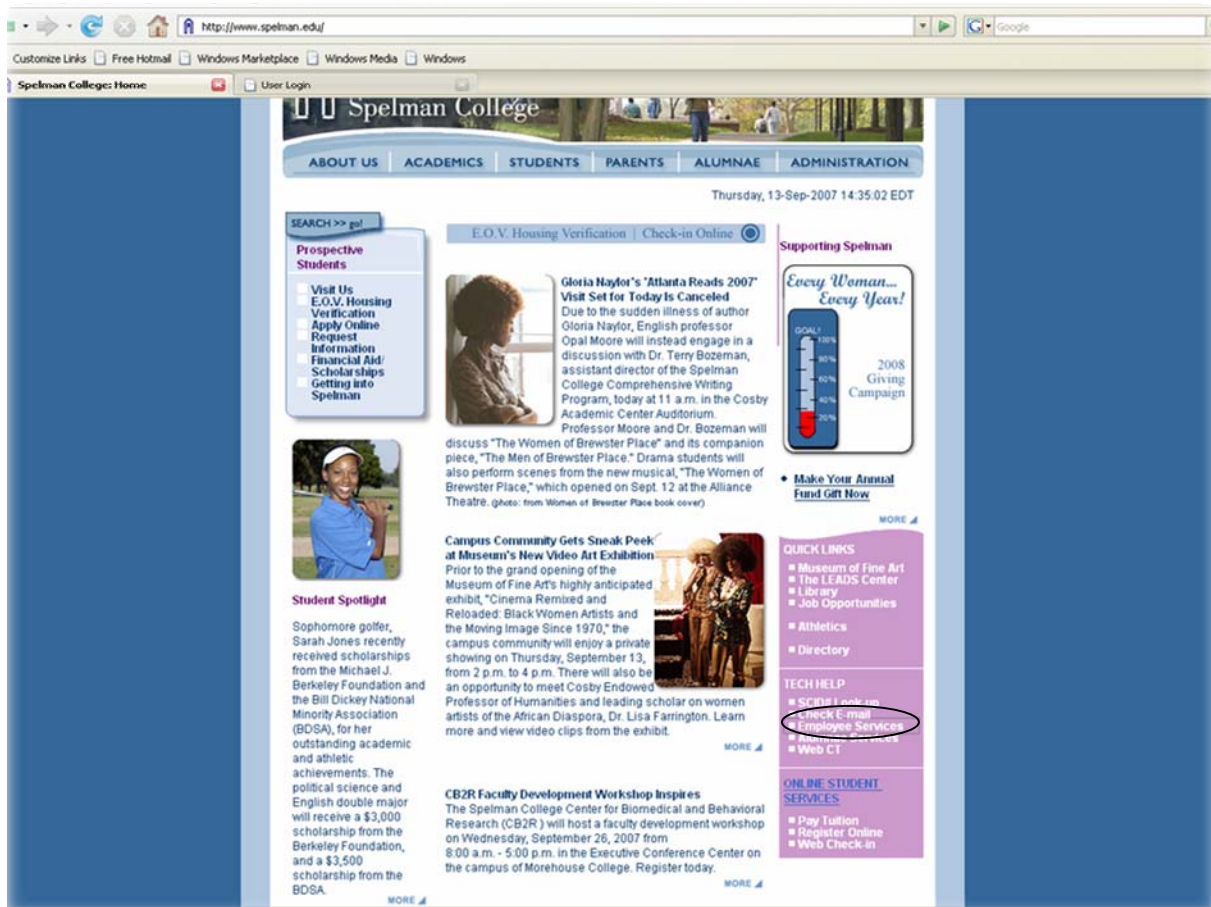 http://www.spelman.edu/
Google
Customize Links Free Hotmail Windows Marketplace Windows Media Windows
Spelman College: Home User Login
Spelman College
ABOUT US ACADEMICS STUDENTS PARENTS ALUMNAE ADMINISTRATION
Thursday, 13-Sep-2007 14:35:02 EDT
SEARCH >> go!
Prospective
Students
Visit Us
E.O.V. Housing
Verification
Apply Online
Request
Information
Financial Aid/
Scholarships
Getting into
Spelman
Student Spotlight
Sophomore golfer,
Sarah Jones recently
received scholarships
from the Michael J.
Berkeley Foundation and
the Bill Dickey National
Minority Association
(BDSA), for her
outstanding academic
and athletic
achievements. The
political science and
English double major
will receive a $3,000
scholarship from the
Berkeley Foundation,
and a $3,500
scholarship from the
BDSA.
MORE
E.O.V. Housing Verification | Check-in Online
Gloria Naylor's 'Atlanta Reads 2007'
Visit Set for Today Is Canceled
Due to the sudden illness of author
Gloria Naylor, English professor
Opal Moore will instead engage in a
discussion with Dr. Terry Bozeman,
assistant director of the Spelman
College Comprehensive Writing
Program, today at 11 a.m. in the Cosby
Academic Center Auditorium.
Professor Moore and Dr. Bozeman will
discuss "The Women of Brewster Place" and its companion
piece, "The Men of Brewster Place." Drama students will
also perform scenes from the new musical, "The Women of
Brewster Place," which opened on Sept. 12 at the Alliance
Theatre. (photo: from Women of Brewster Place book cover)
Campus Community Gets Sneak Peek
at Museum's New Video Art Exhibition
Prior to the grand opening of the
Museum of Fine Art's highly anticipated
exhibit, "Cinema Remixed and
Reloaded: Black Women Artists and
the Moving Image Since 1970," the
campus community will enjoy a private
showing on Thursday, September 13,
from 2 p.m. to 4 p.m. There will also be
an opportunity to meet Cosby Endowed
Professor of Humanities and leading scholar on women
artists of the African Diaspora, Dr. Lisa Farrington. Learn
more and view video clips from the exhibit.
MORE
CB2R Faculty Development Workshop Inspires
The Spelman College Center for Biomedical and Behavioral
Research (CB2R ) will host a faculty development workshop
on Wednesday, September 26, 2007 from
8:00 a.m. - 5:00 p.m. in the Executive Conference Center on
the campus of Morehouse College. Register today.
MORE
Supporting Spelman
Every Woman...
Every Year!
GOAL!
100%
80%
60%
40%
20%
2008
Giving
Campaign
Make Your Annual
Fund Gift Now
MORE
QUICK LINKS
Museum of Fine Art
The LEADS Center
Library
Job Opportunities
Athletics
Directory
TECH HELP
SCID# Look-up
Check E-mail
Employee Services
Alumnae Services
Web CT
ONLINE STUDENT
SERVICES
Pay Tuition
Register Online
Web Check-in